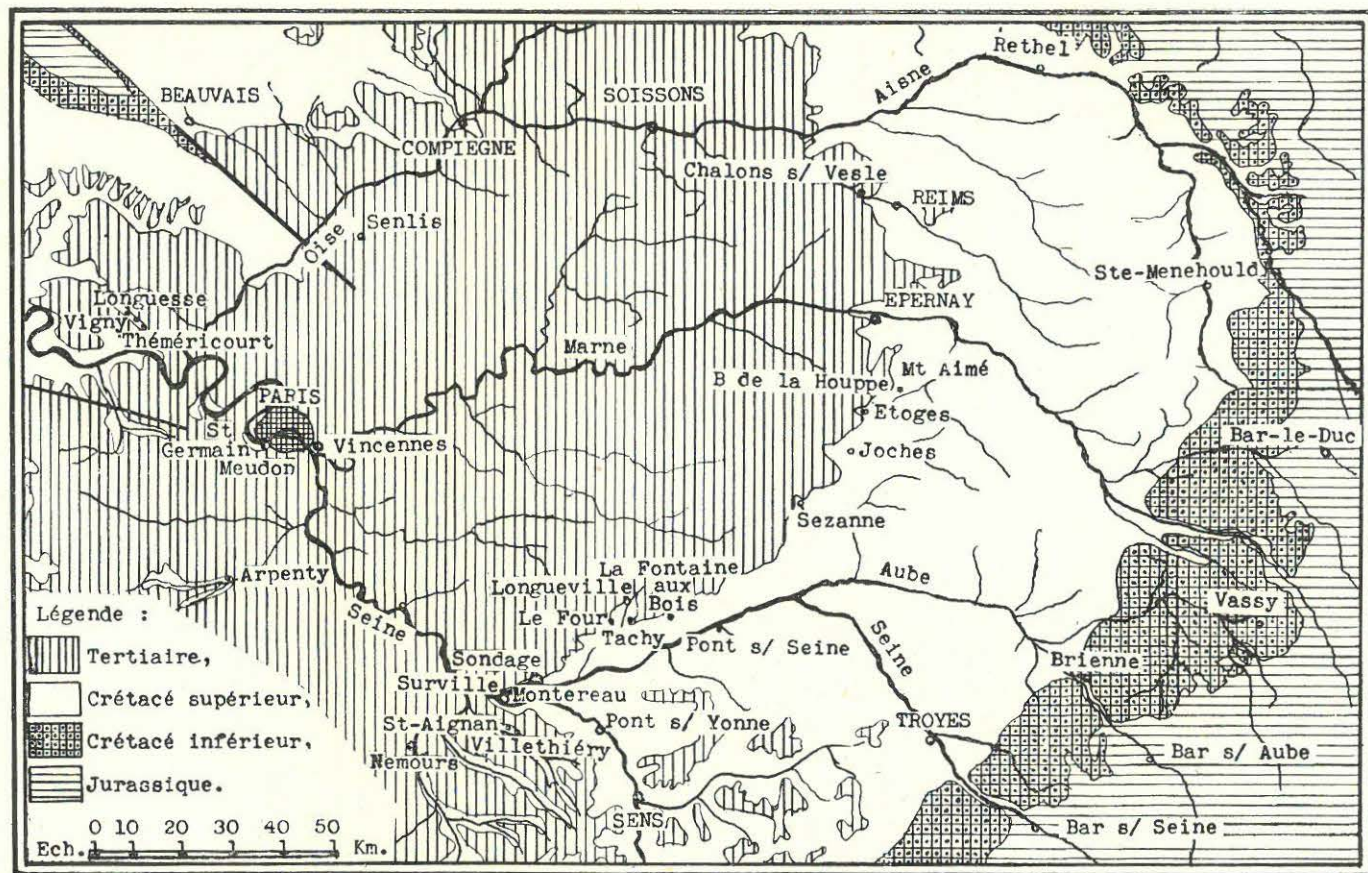 Rethel
Aisne
BEAUVAIS
SOISSONS
COMPIEGNE
Chalons s/ Vesle
REIMS
Senlis
Oise
Ste-Menehould
Longuesse
Vigny
Théméricourt
EPERNAY
Marne
Mt Aimé
B de la Houppe
PARIS
Etoges
St
Germain
Vincennes
Bar-le-Duc
Meudon
Joches
Sezanne
La Fontaine
aux
Bois
Aube
Arpenty
Longueville
Vassy
Légende :
Seine
Le Four
Tachy
Pont s/ Seine
Seine
Tertiaire,
Sondage
Brienne
Surville
Montereau
Crétacé supérieur,
St-Aignan
Pont s/ Yonne
TROYES
Crétacé inférieur,
Villethiéry
Nemours
Bar s/ Aube
Jurassique.
SENS
Bar s/ Seine
0 10 20 30 50
Ech. Km.